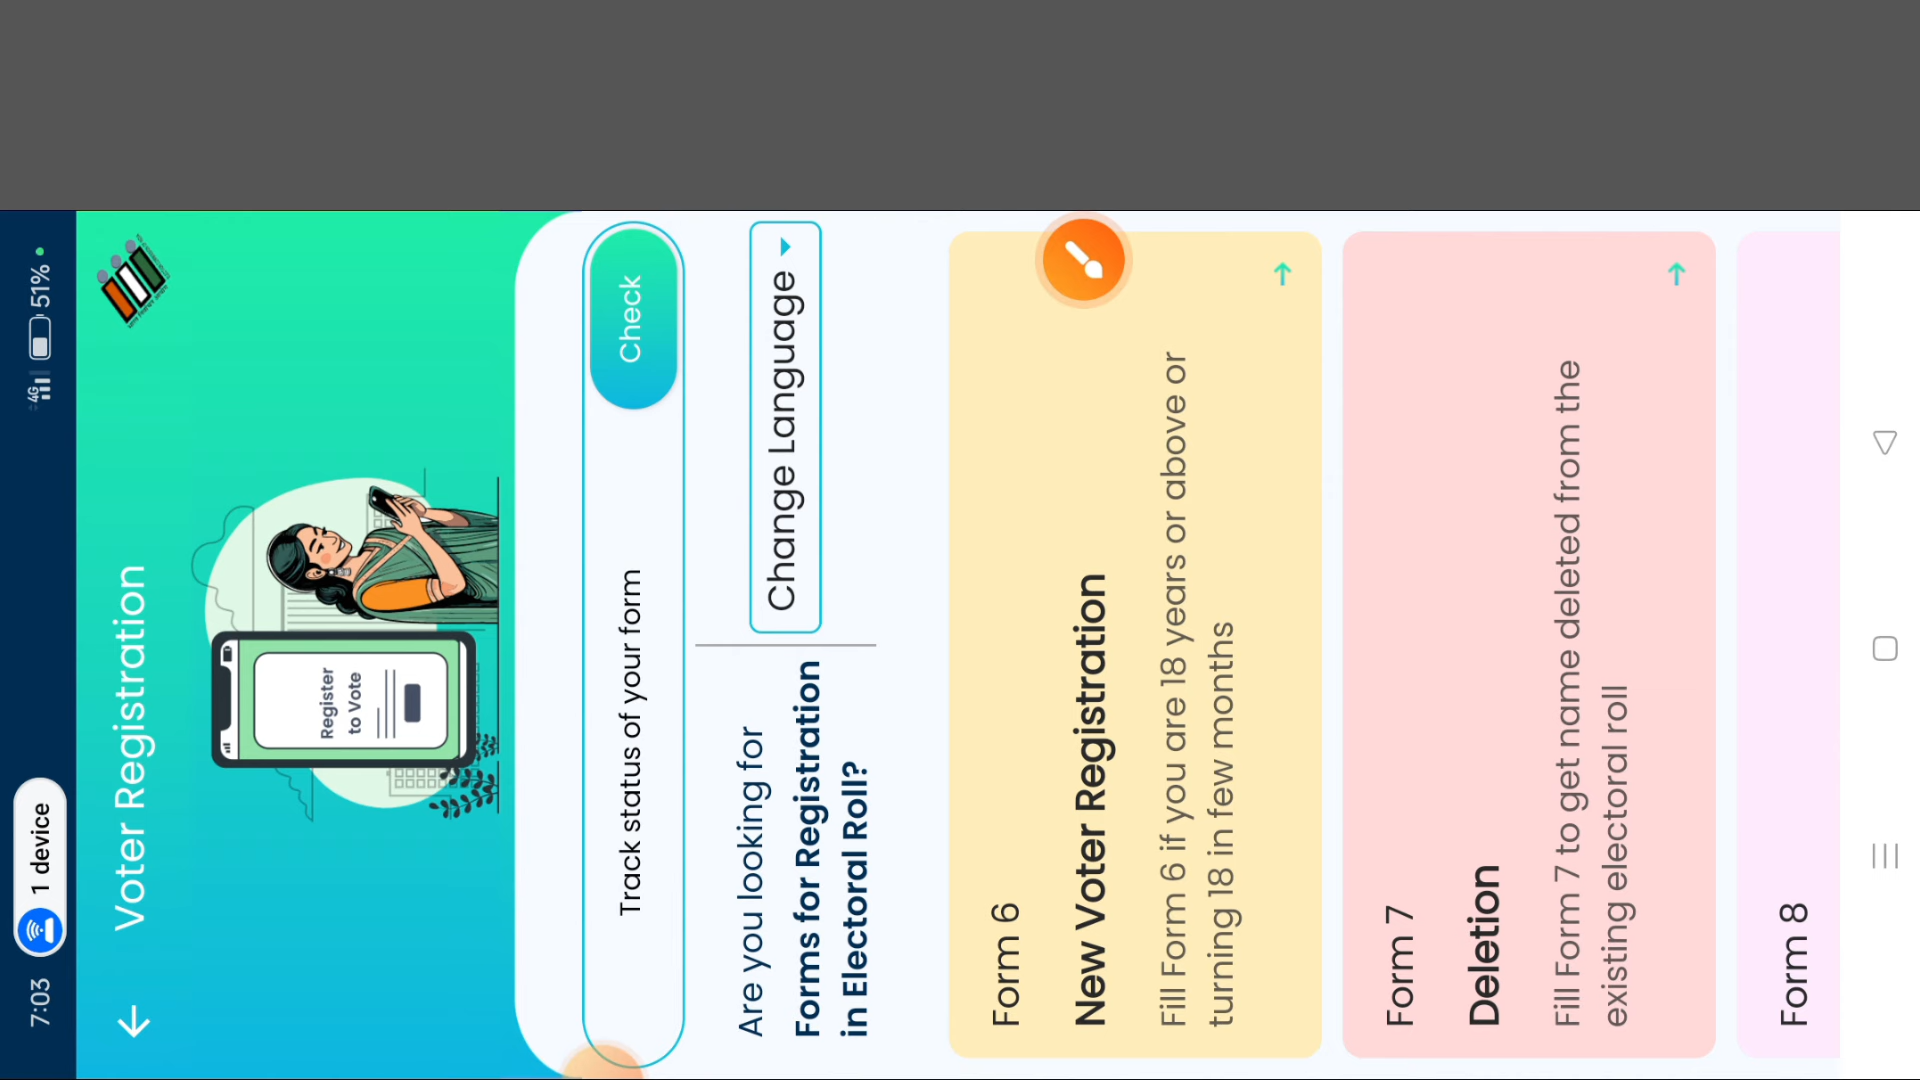 7:03
1 device
4G
51%
Voter Registration
Register
to Vote
Track status of your form
Check
Are you looking for
Forms for Registration
in Electoral Roll?
Change Language
Form 6
New Voter Registration
Fill Form 6 if you are 18 years or above or
turning 18 in few months
Form 7
Deletion
Fill Form 7 to get name deleted from the
existing electoral roll
Form 8